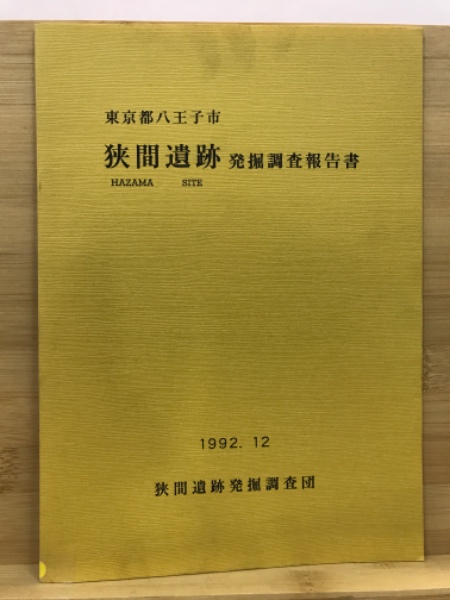 東京都八王子市
狭間遺跡 発掘調査報告書
HAZAMA SITE
1992. 12
狭間遺跡発掘調査団